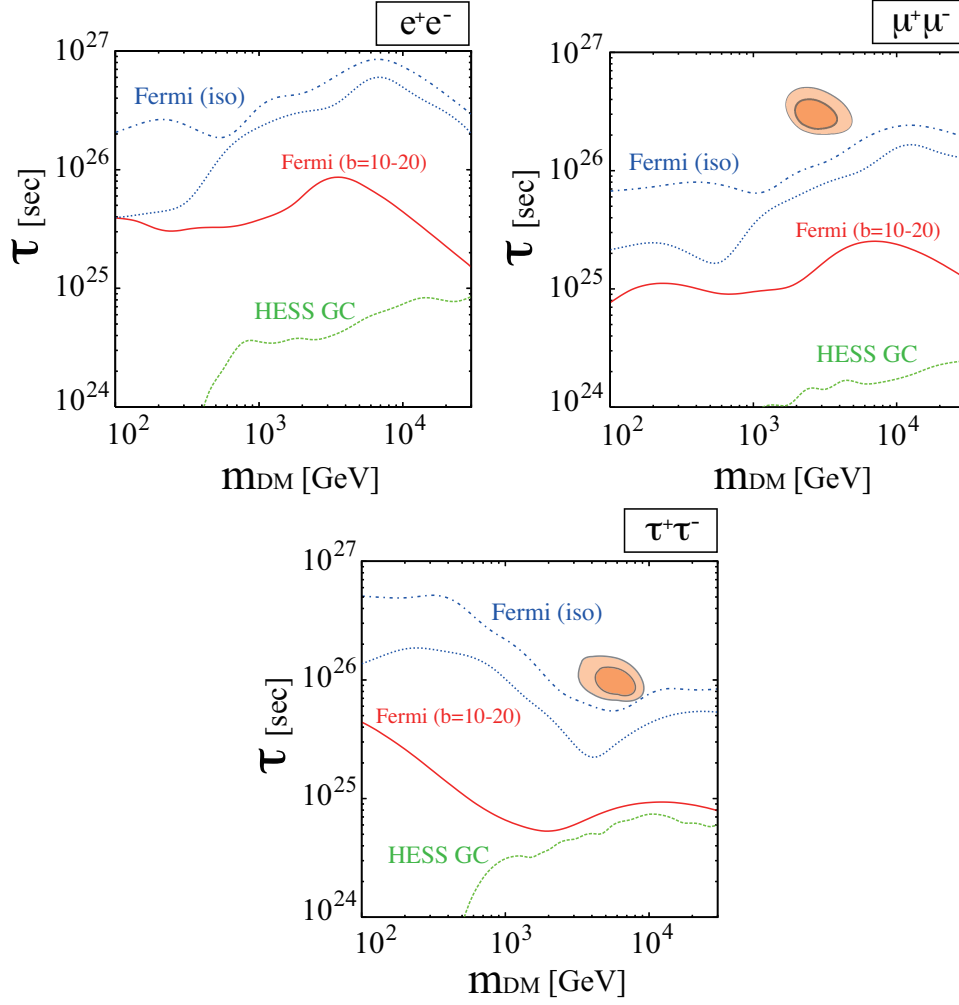 e⁺e⁻
10²⁷
Fermi (iso)
10²⁶
Fermi (b=10-20)
τ [sec]
10²⁵
HESS GC
10²⁴
10² 10³ 10⁴
mDM [GeV]
μ⁺μ⁻
10²⁷
Fermi (iso)
10²⁶
τ [sec]
Fermi (b=10-20)
10²⁵
HESS GC
10²⁴
10² 10³ 10⁴
mDM [GeV]
τ⁺τ⁻
10²⁷
Fermi (iso)
10²⁶
Fermi (b=10-20)
τ [sec]
10²⁵
HESS GC
10²⁴
10² 10³ 10⁴
mDM [GeV]